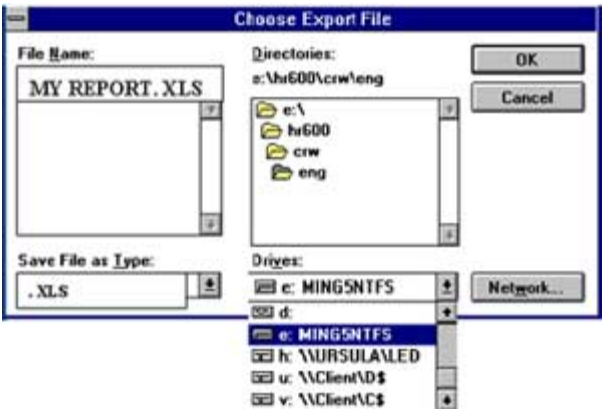 Choose Export File
File Name:
MY REPORT.XLS
Save File as Type:
.XLS
Directories:
e:\hr600\crw\eng
e:\
hr600
crw
eng
Drives:
e: MING5NTFS
d:
e: MING5NTFS
h: \\URSULA\LED
u: \\Client\D$
v: \\Client\C$
OK
Cancel
Network...